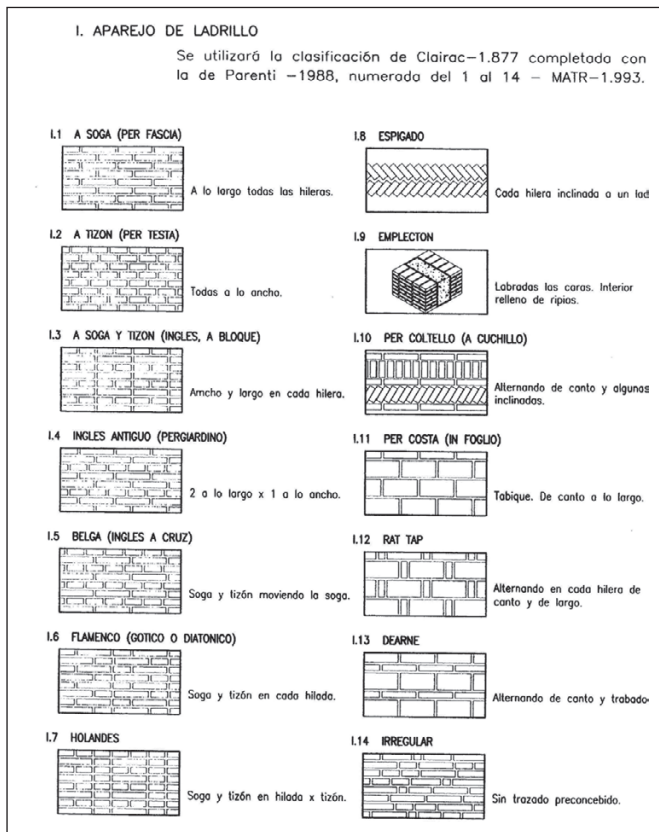 I. APAREJO DE LADRILLO
Se utilizará la clasificación de Clairac-1.877 completada con
la de Parenti -1988, numerada del 1 al 14 - MATR-1.993.
I.1 A SOGA (PER FASCIA)
A lo largo todas las hileras.
I.2 A TIZON (PER TESTA)
Todas a lo ancho.
I.3 A SOGA Y TIZON (INGLES, A BLOQUE)
Amcho y largo en cada hilera.
I.4 INGLES ANTIGUO (PERGIARDINO)
2 a lo largo x 1 a lo ancho.
I.5 BELGA (INGLES A CRUZ)
Soga y tizón moviendo la soga.
I.6 FLAMENCO (GOTICO O DIATONICO)
Soga y tizón en cada hilada.
I.7 HOLANDES
Soga y tizón en hilada x tizón.
I.8 ESPIGADO
Cada hilera inclinada a un lad
I.9 EMPLECTON
Labradas las caras. Interior
relleno de ripios.
I.10 PER COLTELLO (A CUCHILLO)
Alternando de canto y algunas
inclinadas.
I.11 PER COSTA (IN FOGLIO)
Tabique. De canto a lo largo.
I.12 RAT TAP
Alternando en cada hilera de
canto y de largo.
I.13 DEARNE
Alternando de canto y trabado
I.14 IRREGULAR
Sin trazado preconcebido.